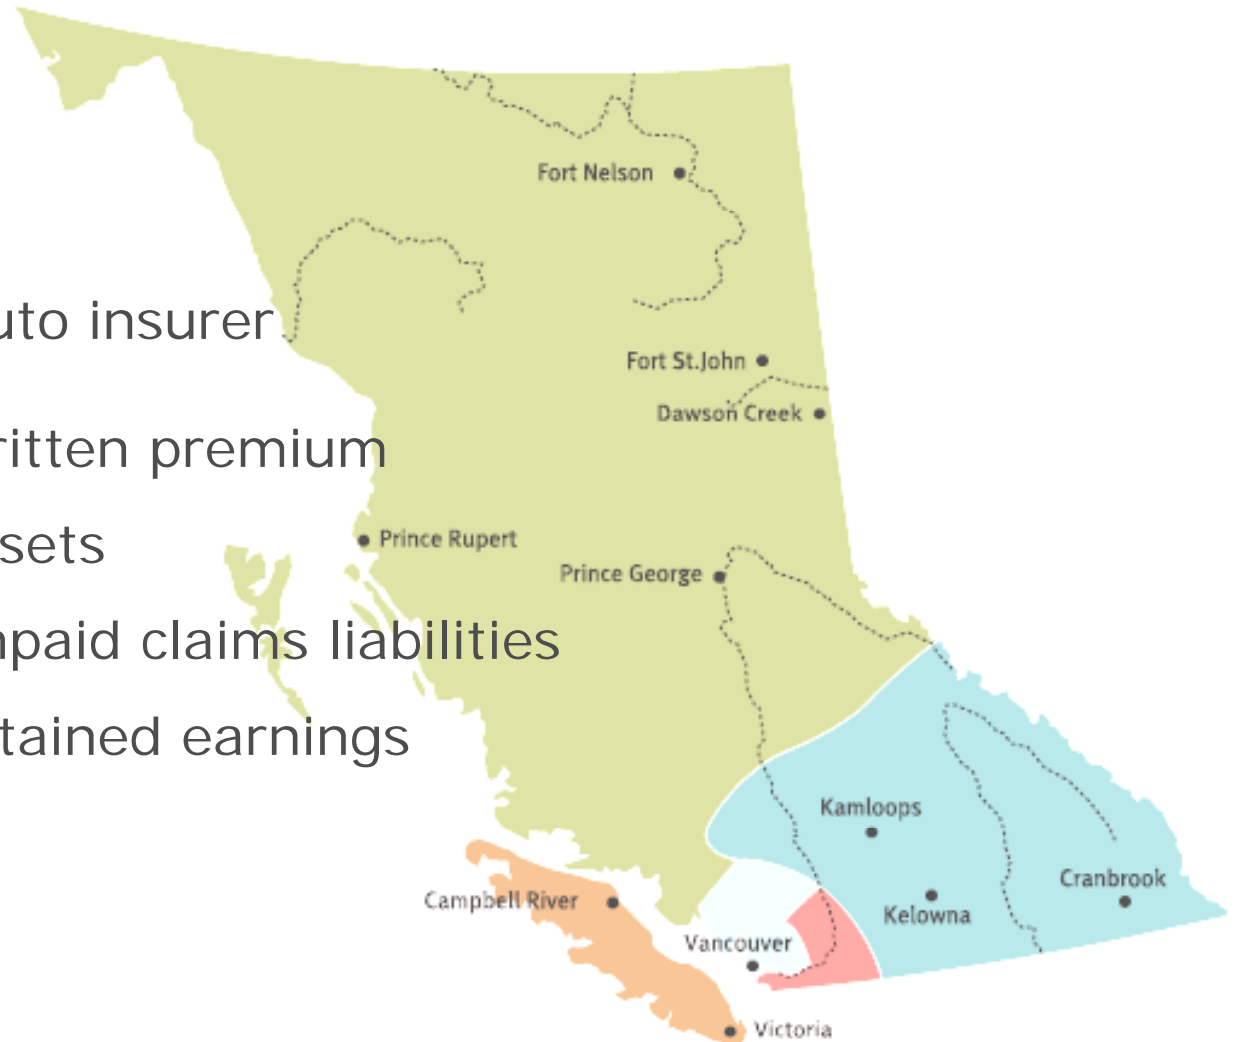 Fort Nelson
uto insurer
Fort St.John
Dawson Creek
ritten premium
Prince Rupert
sets
Prince George
npaid claims liabilities
tained earnings
Kamloops
Cranbrook
Campbell River
Kelowna
Vancouver
Victoria